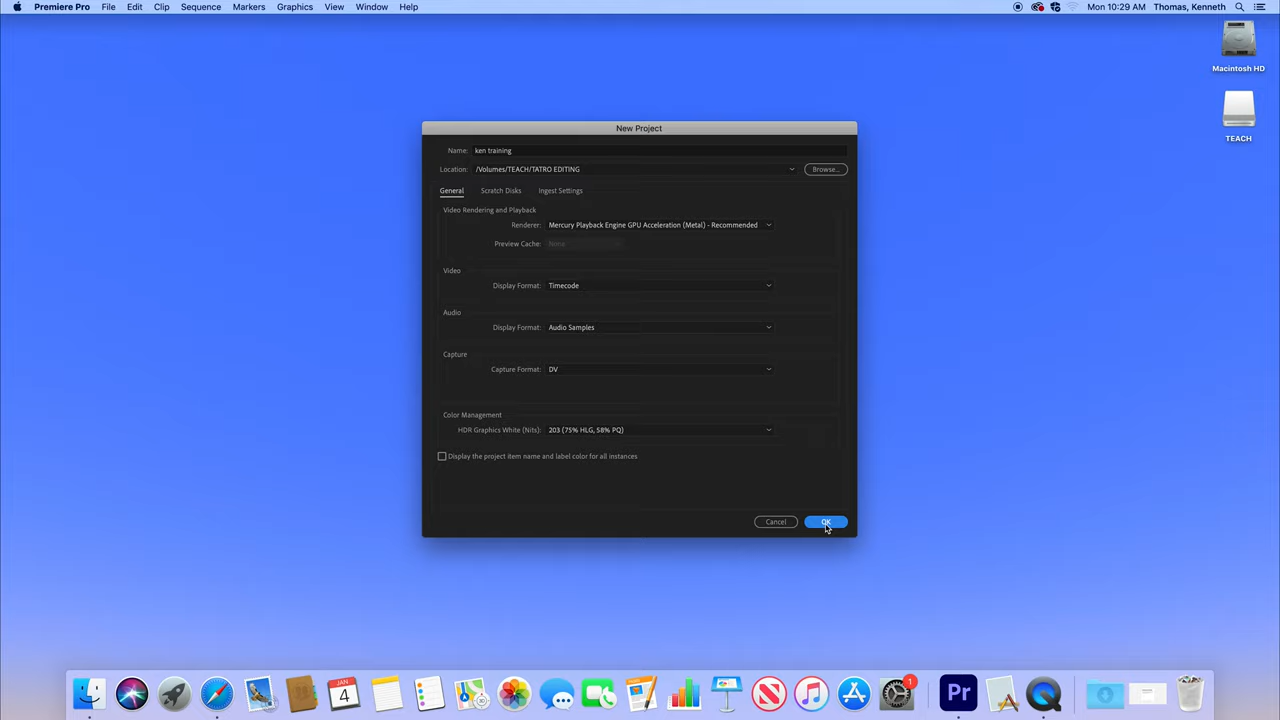 Premiere Pro File Edit Clip Sequence Markers Graphics View Window Help Mon 10:29 AM Thomas, Kenneth
Macintosh HD
TEACH
New Project
Name: ken training
Location: /Volumes/TEACH/TATRO EDITING Browse...
General Scratch Disks Ingest Settings
Video Rendering and Playback
Renderer: Mercury Playback Engine GPU Acceleration (Metal) - Recommended
Preview Cache: None
Video
Display Format: Timecode
Audio
Display Format: Audio Samples
Capture
Capture Format: DV
Color Management
HDR Graphics White (Nits): 203 (75% HLG, 58% PQ)
Display the project item name and label color for all instances
Cancel OK
JAN
4
1
Pr